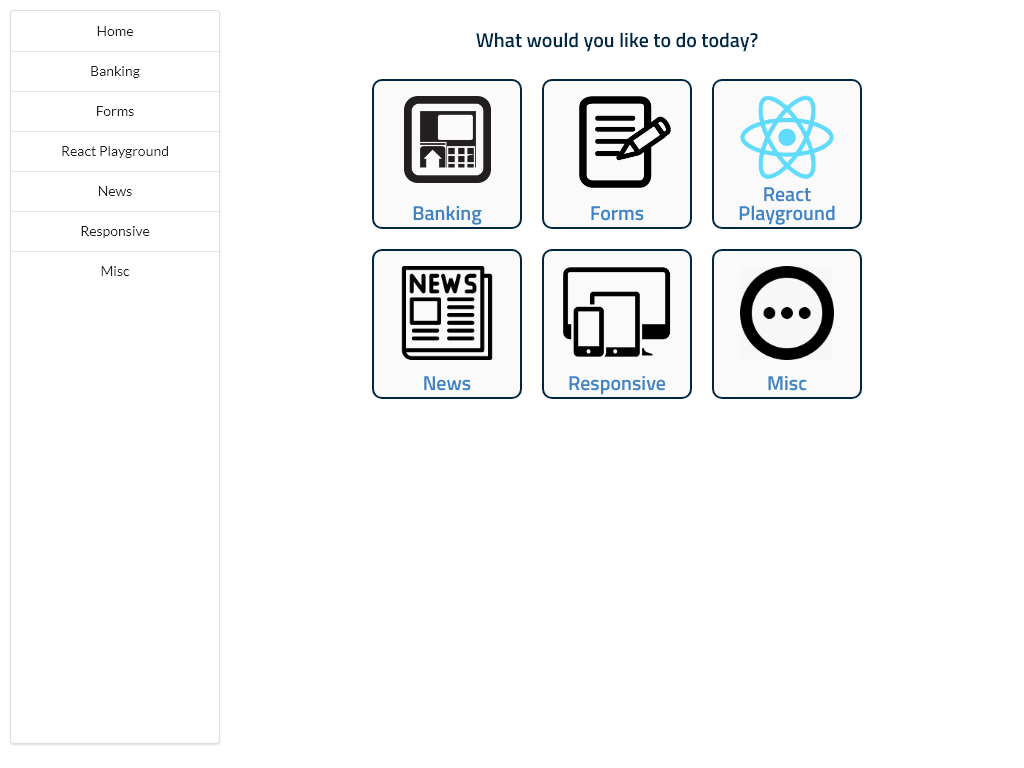 Home
Banking
Forms
React Playground
News
Responsive
Misc
What would you like to do today?
Banking
Forms
React
Playground
NEWS
News
Responsive
Misc